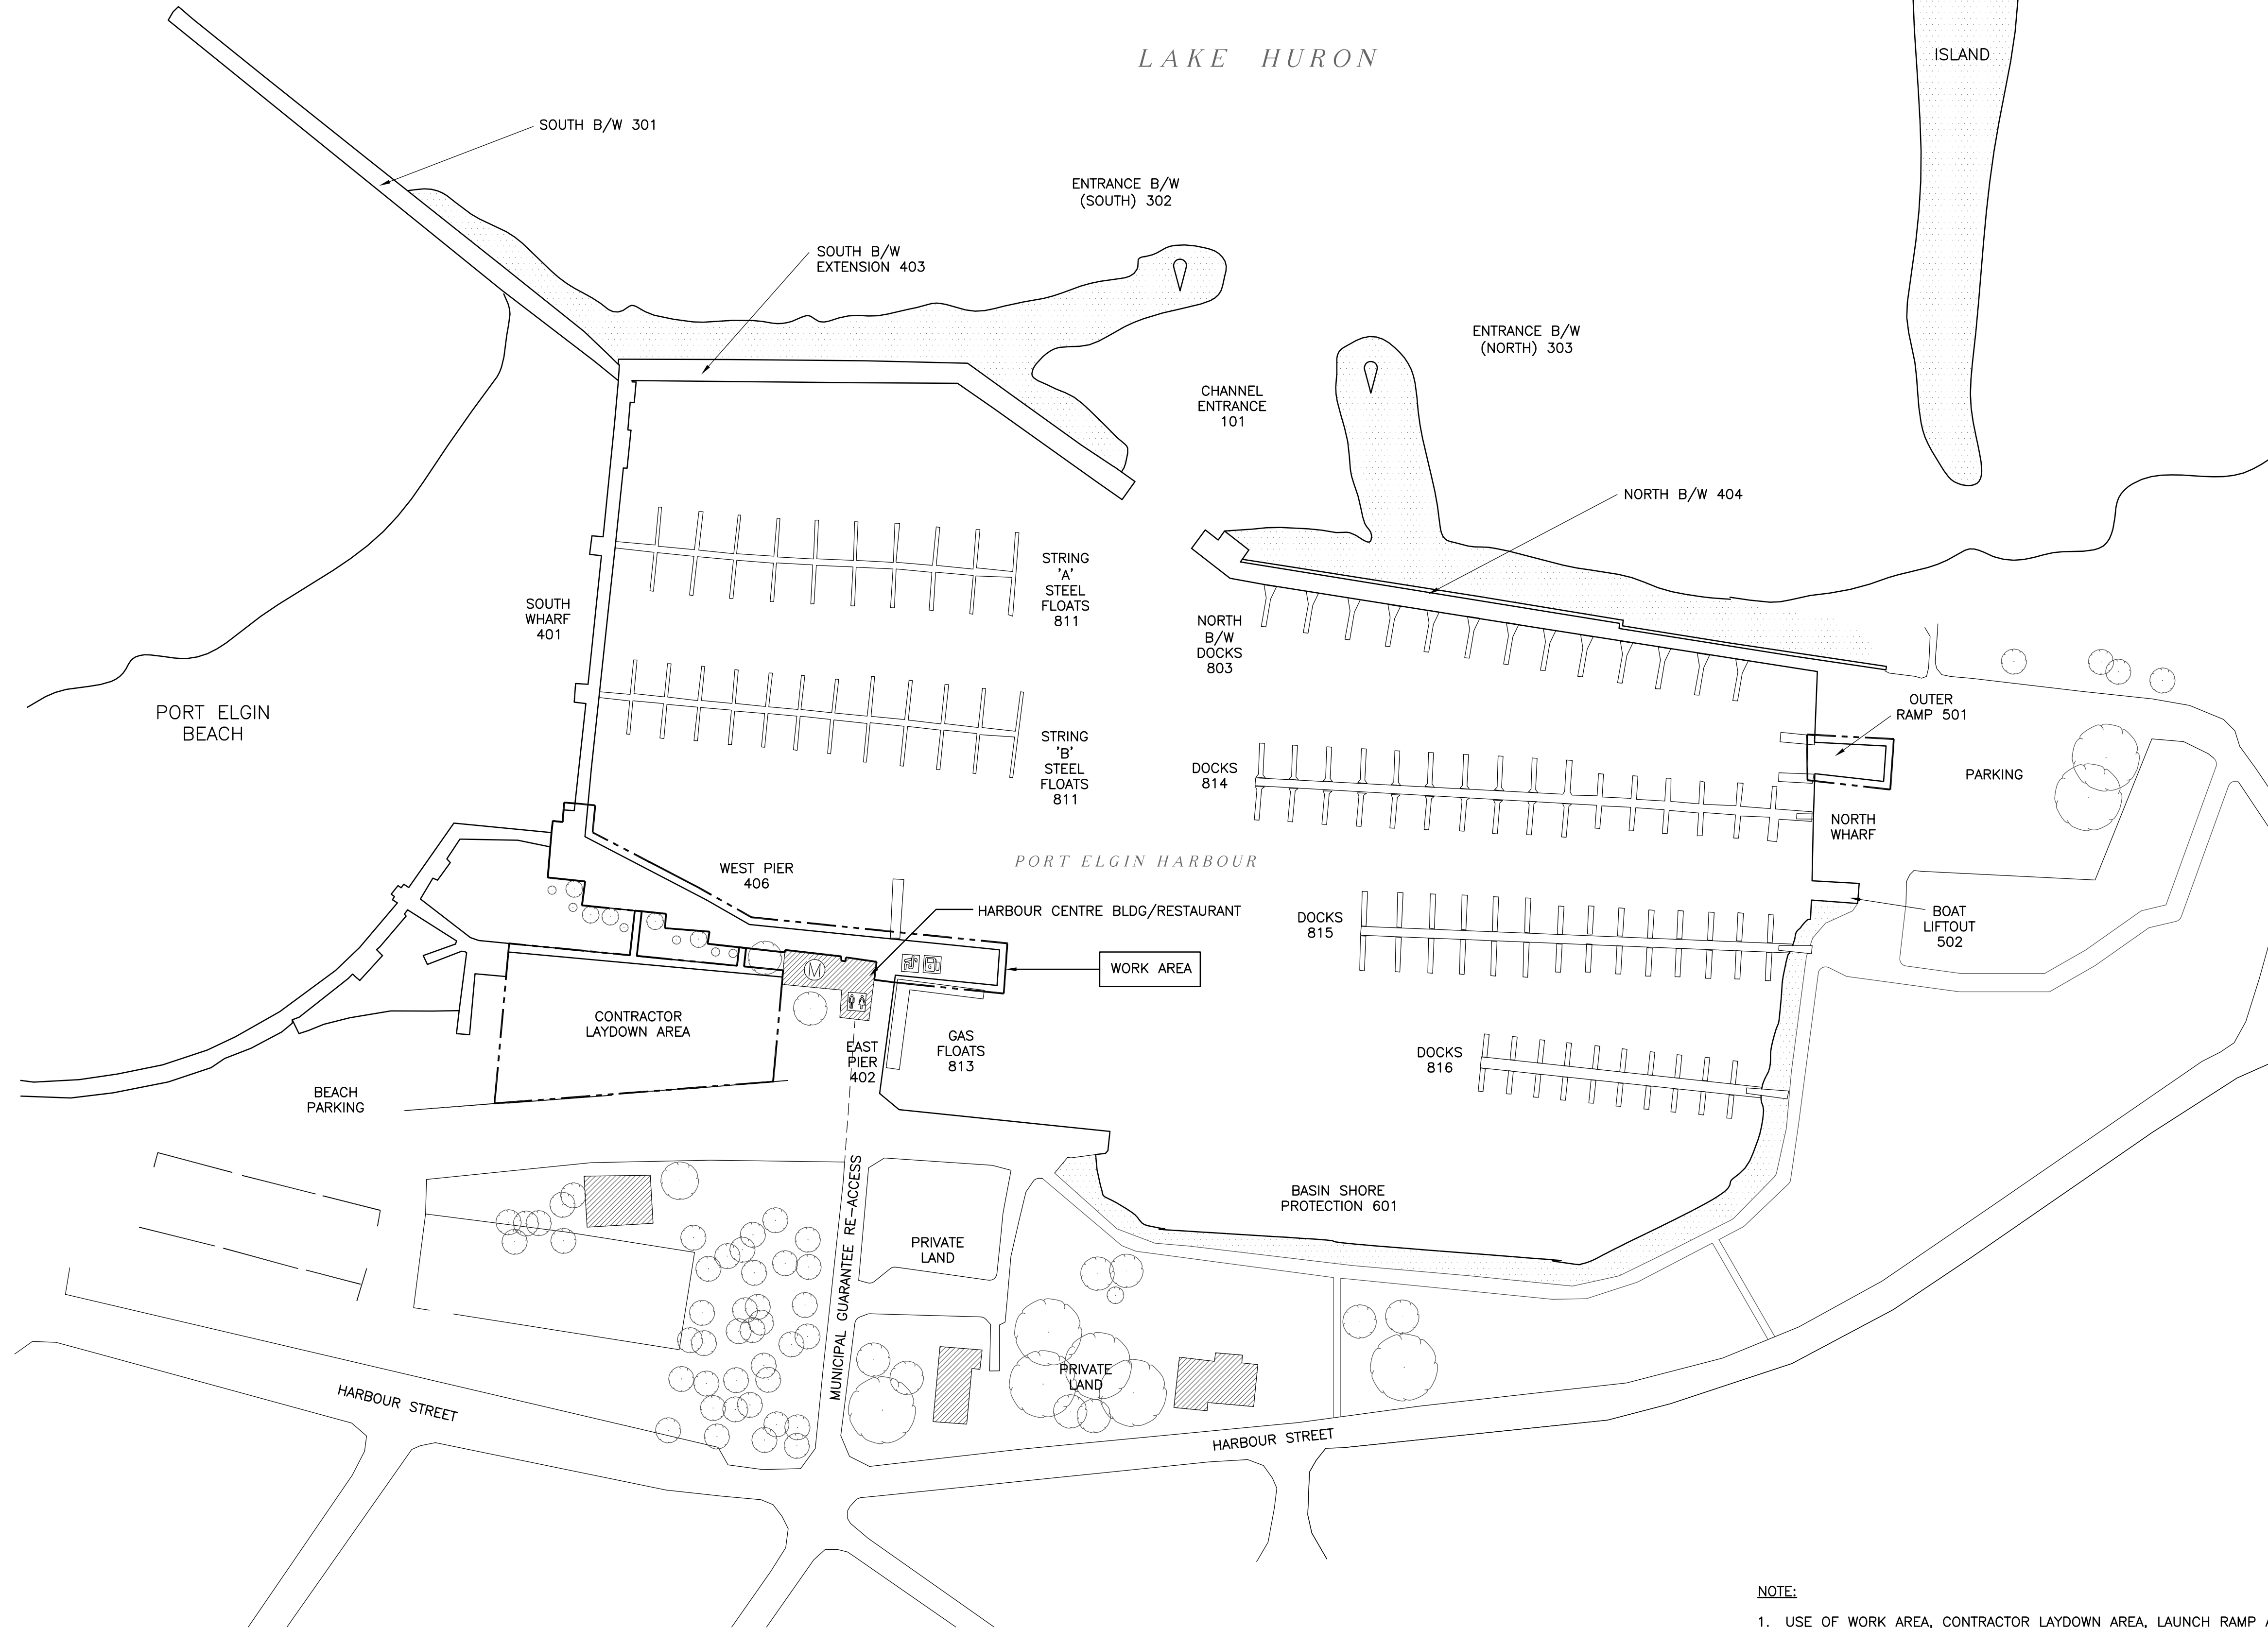 LAKE HURON
ISLAND
SOUTH B/W 301
ENTRANCE B/W
(SOUTH) 302
SOUTH B/W
EXTENSION 403
ENTRANCE B/W
(NORTH) 303
CHANNEL
ENTRANCE
101
NORTH B/W 404
STRING
'A'
STEEL
FLOATS
811
SOUTH
WHARF
401
NORTH
B/W
DOCKS
803
OUTER
RAMP 501
PORT ELGIN
BEACH
STRING
'B'
STEEL
FLOATS
811
DOCKS
814
PARKING
NORTH
WHARF
PORT ELGIN HARBOUR
WEST PIER
406
HARBOUR CENTRE BLDG/RESTAURANT
DOCKS
815
BOAT
LIFTOUT
502
M
WORK AREA
CONTRACTOR
LAYDOWN AREA
EAST
PIER
402
GAS
FLOATS
813
DOCKS
816
BEACH
PARKING
MUNICIPAL GUARANTEE RE-ACCESS
BASIN SHORE
PROTECTION 601
PRIVATE
LAND
PRIVATE
LAND
HARBOUR STREET
HARBOUR STREET
NOTE:
1. USE OF WORK AREA, CONTRACTOR LAYDOWN AREA, LAUNCH RAMP